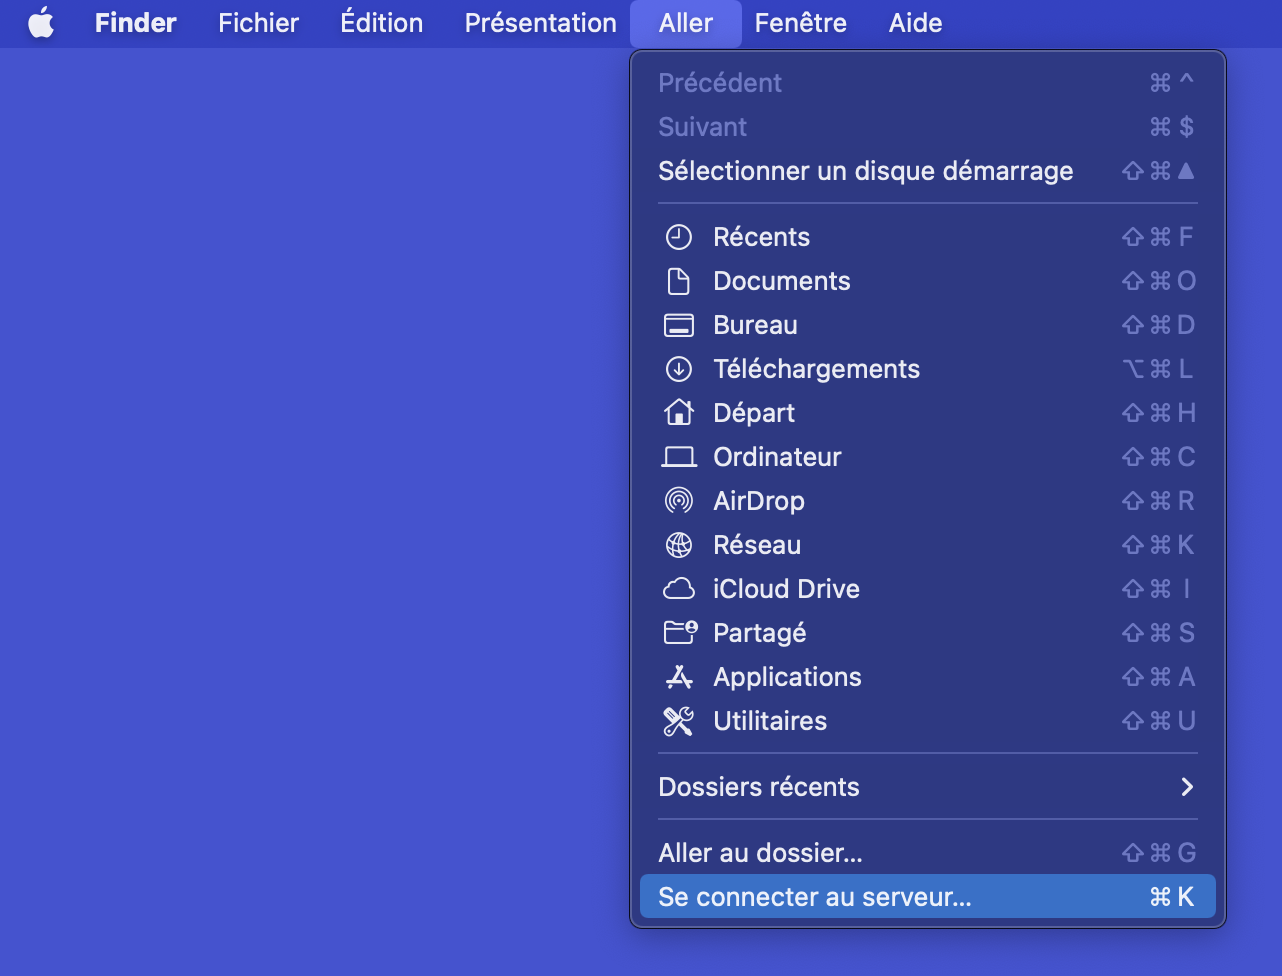 Finder Fichier Édition Présentation Aller Fenêtre Aide
Précédent ⌘ ^
Suivant ⌘ $
Sélectionner un disque démarrage ⇧ ⌘ ▲
Récents ⇧ ⌘ F
Documents ⇧ ⌘ O
Bureau ⇧ ⌘ D
Téléchargements ⌥ ⌘ L
Départ ⇧ ⌘ H
Ordinateur ⇧ ⌘ C
AirDrop ⇧ ⌘ R
Réseau ⇧ ⌘ K
iCloud Drive ⇧ ⌘ I
Partagé ⇧ ⌘ S
Applications ⇧ ⌘ A
Utilitaires ⇧ ⌘ U
Dossiers récents
Aller au dossier... ⇧ ⌘ G
Se connecter au serveur... ⌘ K